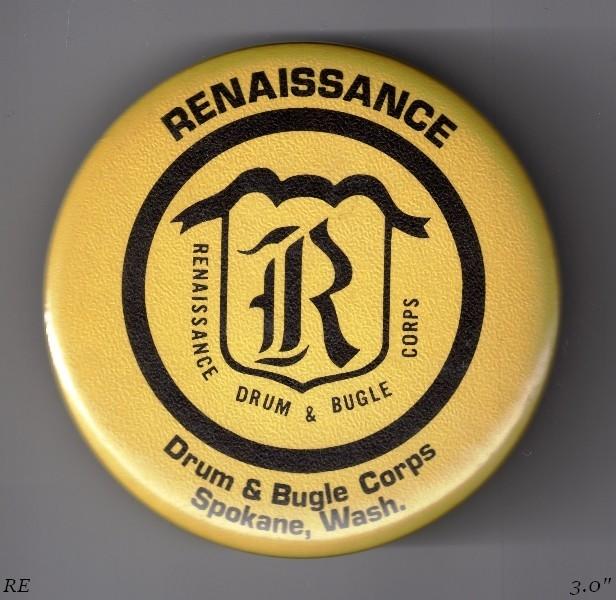 RENAISSANCE
R
RENAISSANCE DRUM & BUGLE CORPS
Drum & Bugle Corps
Spokane, Wash.
RE
3.0"